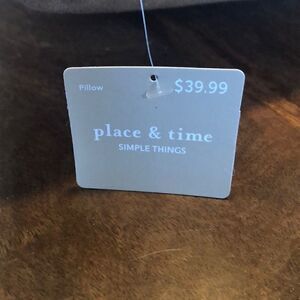 Pillow $39.99
place & time
SIMPLE THINGS